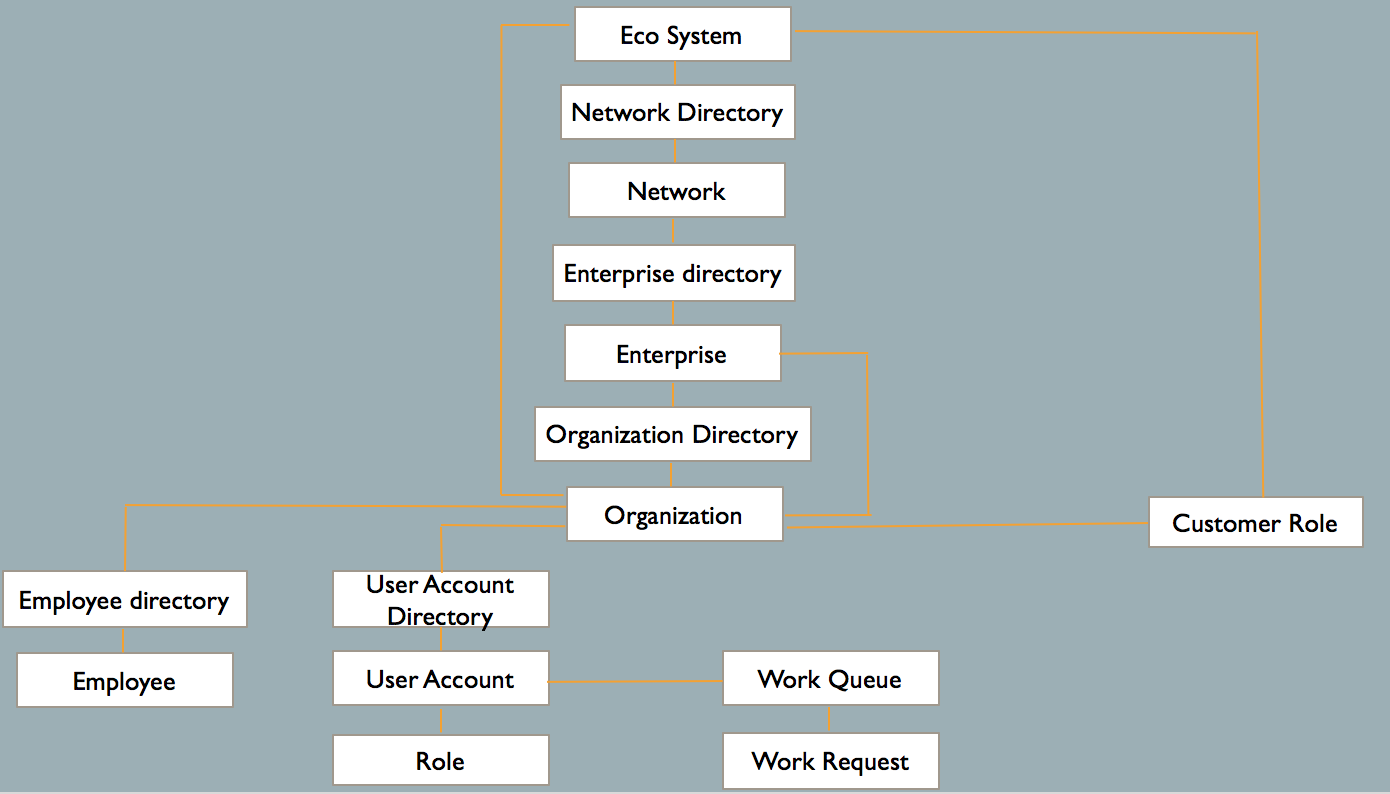 Eco System
Network Directory
Network
Enterprise directory
Enterprise
Organization Directory
Organization
Customer Role
Employee directory
User Account
Directory
Employee
User Account
Work Queue
Role
Work Request